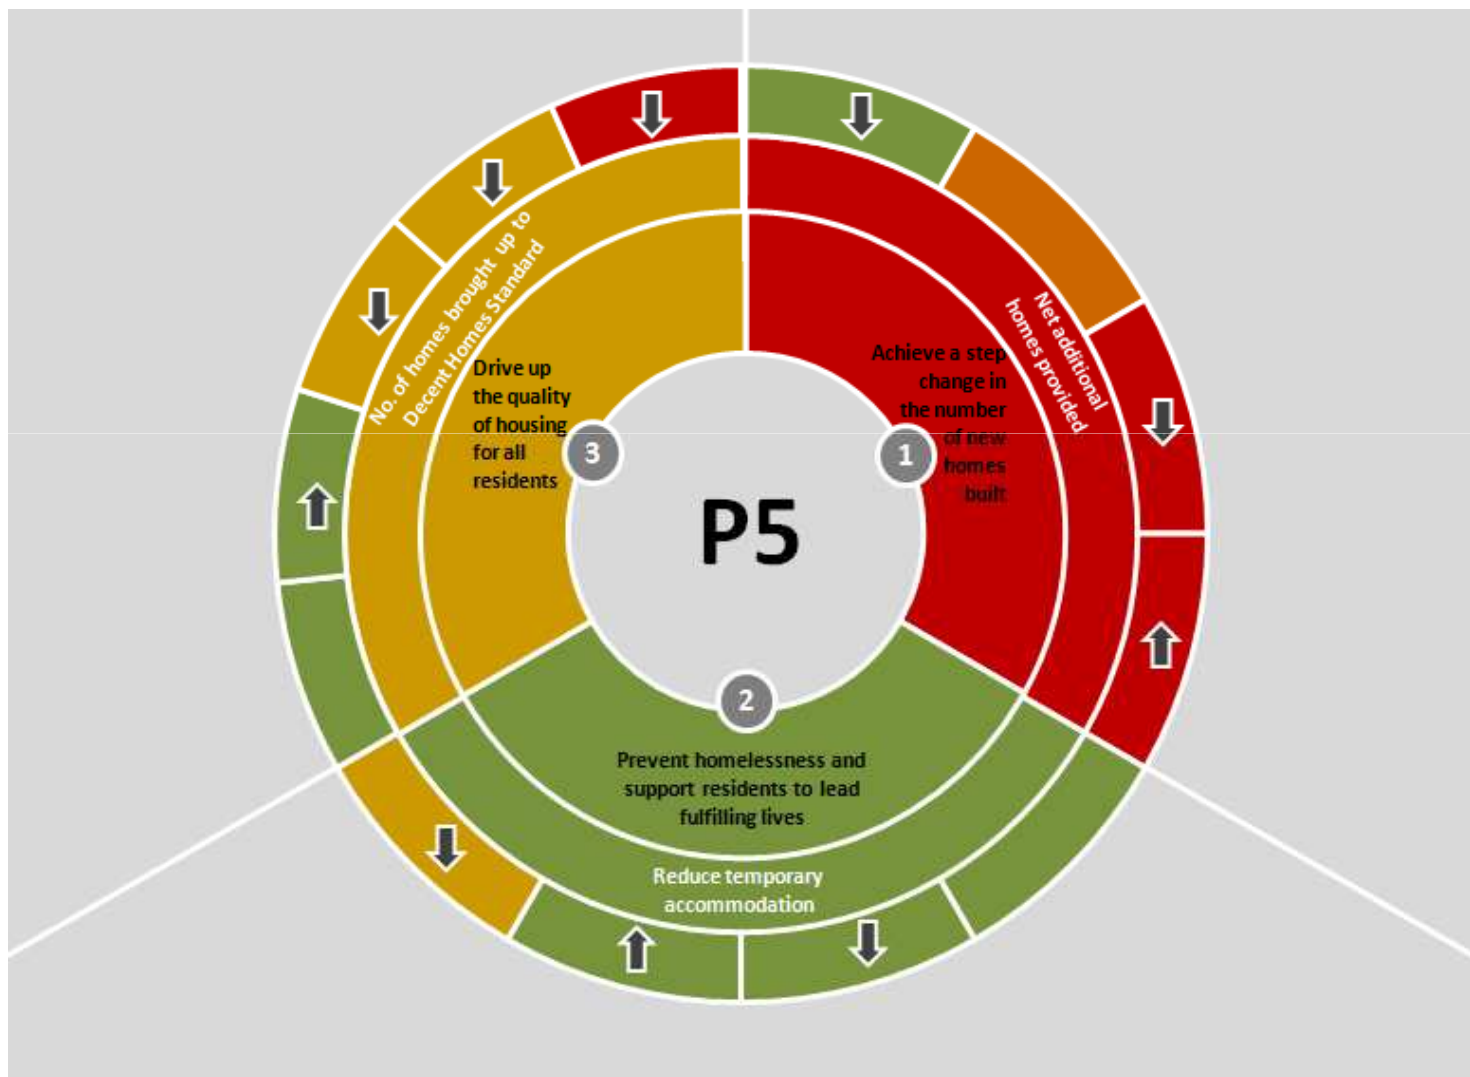 P5
1
Achieve a step
change in
the number
of new
homes
built
Net additional
homes provided
2
Prevent homelessness and
support residents to lead
fulfilling lives
Reduce temporary
accommodation
3
Drive up
the quality
of housing
for all
residents
No. of homes brought up to
Decent Homes Standard